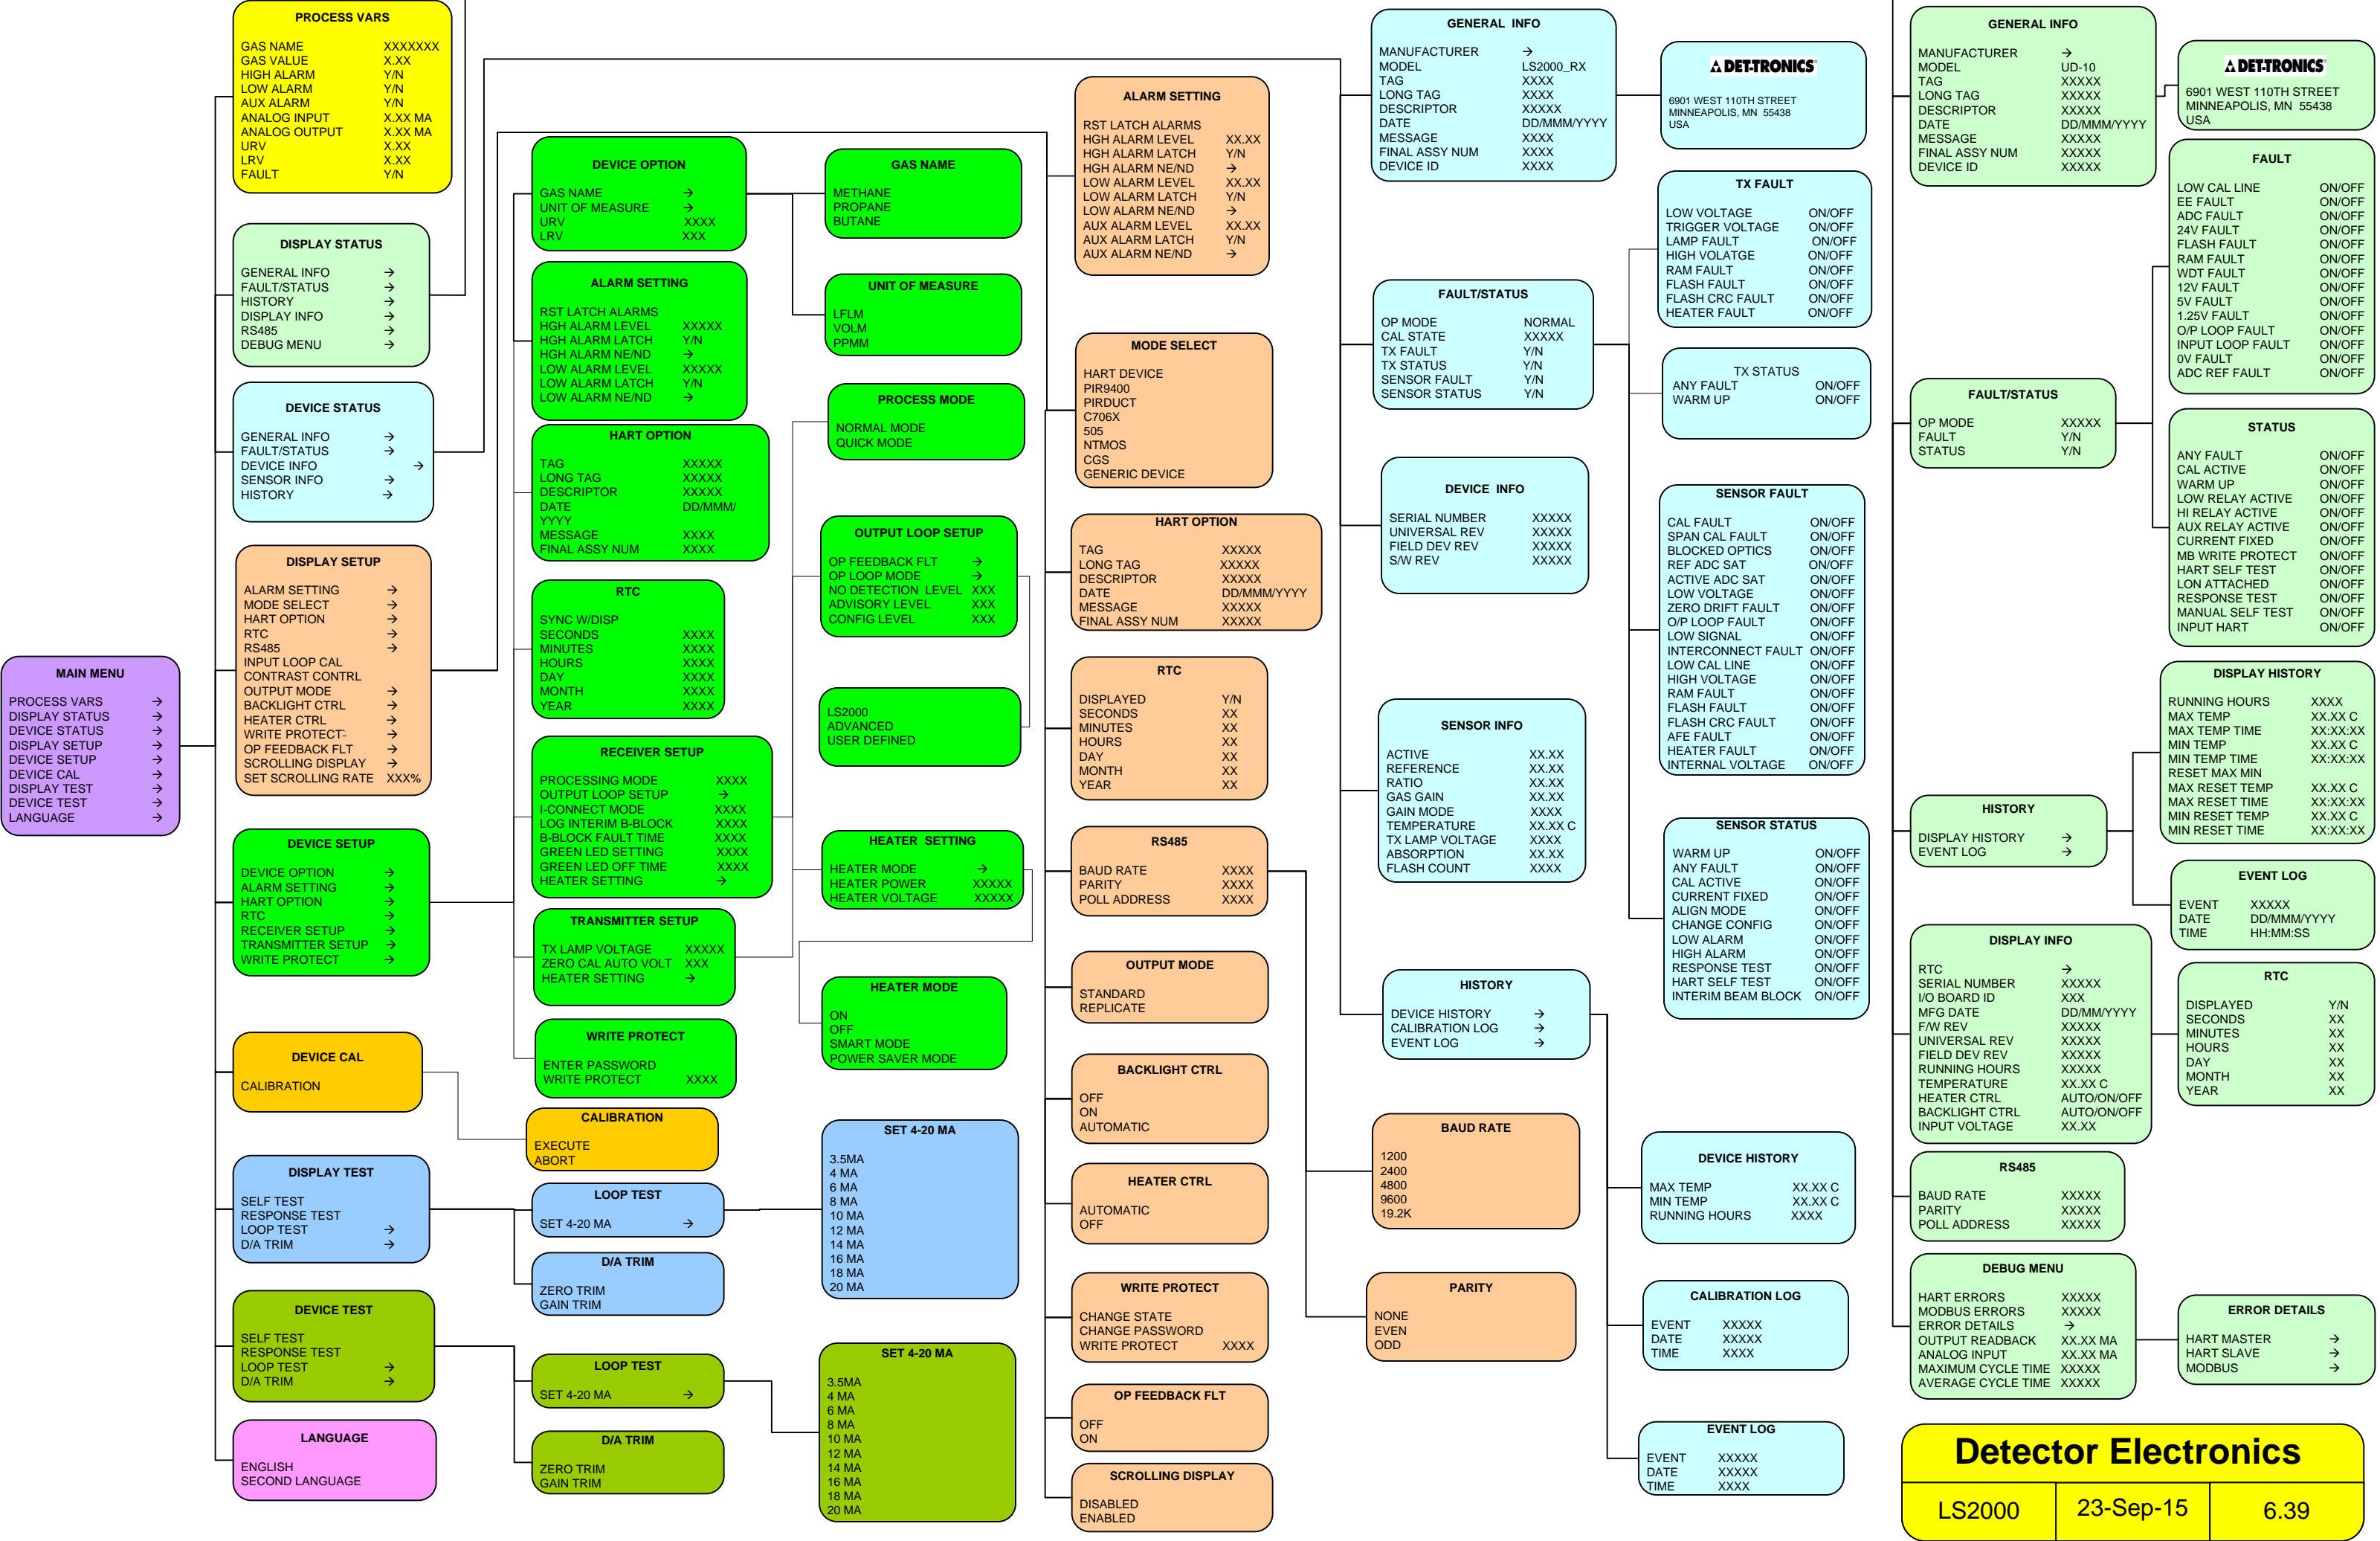 MAIN MENU
PROCESS VARS →
DISPLAY STATUS →
DEVICE STATUS →
DISPLAY SETUP →
DEVICE SETUP →
DEVICE CAL →
DISPLAY TEST →
DEVICE TEST →
LANGUAGE →
PROCESS VARS
GAS NAME XXXXXXX
GAS VALUE X.XX
HIGH ALARM Y/N
LOW ALARM Y/N
AUX ALARM Y/N
ANALOG INPUT X.XX MA
ANALOG OUTPUT X.XX MA
URV X.XX
LRV X.XX
FAULT Y/N
DISPLAY STATUS
GENERAL INFO →
FAULT/STATUS →
HISTORY →
DISPLAY INFO →
RS485 →
DEBUG MENU →
DEVICE STATUS
GENERAL INFO →
FAULT/STATUS →
DEVICE INFO →
SENSOR INFO →
HISTORY →
DISPLAY SETUP
ALARM SETTING →
MODE SELECT →
HART OPTION →
RTC →
RS485 →
INPUT LOOP CAL
CONTRAST CONTRL
OUTPUT MODE →
BACKLIGHT CTRL →
HEATER CTRL →
WRITE PROTECT- →
OP FEEDBACK FLT →
SCROLLING DISPLAY →
SET SCROLLING RATE XXX%
DEVICE SETUP
DEVICE OPTION →
ALARM SETTING →
HART OPTION →
RTC →
RECEIVER SETUP →
TRANSMITTER SETUP →
WRITE PROTECT →
DEVICE CAL
CALIBRATION
DISPLAY TEST
SELF TEST
RESPONSE TEST
LOOP TEST →
D/A TRIM →
DEVICE TEST
SELF TEST
RESPONSE TEST
LOOP TEST →
D/A TRIM →
LANGUAGE
ENGLISH
SECOND LANGUAGE
DEVICE OPTION
GAS NAME →
UNIT OF MEASURE →
URV XXXX
LRV XXX
ALARM SETTING
RST LATCH ALARMS
HGH ALARM LEVEL XXXXX
HGH ALARM LATCH Y/N
HGH ALARM NE/ND →
LOW ALARM LEVEL XXXXX
LOW ALARM LATCH Y/N
LOW ALARM NE/ND →
HART OPTION
TAG XXXXX
LONG TAG XXXXX
DESCRIPTOR XXXXX
DATE DD/MMM/
YYYY
MESSAGE XXXX
FINAL ASSY NUM XXXX
RTC
SYNC W/DISP
SECONDS XXXX
MINUTES XXXX
HOURS XXXX
DAY XXXX
MONTH XXXX
YEAR XXXX
RECEIVER SETUP
PROCESSING MODE XXXX
OUTPUT LOOP SETUP →
I-CONNECT MODE XXXX
LOG INTERIM B-BLOCK XXXX
B-BLOCK FAULT TIME XXXX
GREEN LED SETTING XXXX
GREEN LED OFF TIME XXXX
HEATER SETTING →
TRANSMITTER SETUP
TX LAMP VOLTAGE XXXXX
ZERO CAL AUTO VOLT XXX
HEATER SETTING →
WRITE PROTECT
ENTER PASSWORD
WRITE PROTECT XXXX
CALIBRATION
EXECUTE
ABORT
LOOP TEST
SET 4-20 MA →
D/A TRIM
ZERO TRIM
GAIN TRIM
LOOP TEST
SET 4-20 MA →
D/A TRIM
ZERO TRIM
GAIN TRIM
GAS NAME
METHANE
PROPANE
BUTANE
UNIT OF MEASURE
LFLM
VOLM
PPMM
PROCESS MODE
NORMAL MODE
QUICK MODE
OUTPUT LOOP SETUP
OP FEEDBACK FLT →
OP LOOP MODE →
NO DETECTION LEVEL XXX
ADVISORY LEVEL XXX
CONFIG LEVEL XXX
LS2000
ADVANCED
USER DEFINED
HEATER SETTING
HEATER MODE →
HEATER POWER XXXXX
HEATER VOLTAGE XXXXX
HEATER MODE
ON
OFF
SMART MODE
POWER SAVER MODE
SET 4-20 MA
3.5MA
4 MA
6 MA
8 MA
10 MA
12 MA
14 MA
16 MA
18 MA
20 MA
SET 4-20 MA
3.5MA
4 MA
6 MA
8 MA
10 MA
12 MA
14 MA
16 MA
18 MA
20 MA
ALARM SETTING
RST LATCH ALARMS
HGH ALARM LEVEL XX.XX
HGH ALARM LATCH Y/N
HGH ALARM NE/ND →
LOW ALARM LEVEL XX.XX
LOW ALARM LATCH Y/N
LOW ALARM NE/ND →
AUX ALARM LEVEL XX.XX
AUX ALARM LATCH Y/N
AUX ALARM NE/ND →
MODE SELECT
HART DEVICE
PIR9400
PIRDUCT
C706X
505
NTMOS
CGS
GENERIC DEVICE
HART OPTION
TAG XXXXX
LONG TAG XXXXX
DESCRIPTOR XXXXX
DATE DD/MMM/YYYY
MESSAGE XXXXX
FINAL ASSY NUM XXXXX
RTC
DISPLAYED Y/N
SECONDS XX
MINUTES XX
HOURS XX
DAY XX
MONTH XX
YEAR XX
RS485
BAUD RATE XXXX
PARITY XXXX
POLL ADDRESS XXXX
OUTPUT MODE
STANDARD
REPLICATE
BACKLIGHT CTRL
OFF
ON
AUTOMATIC
HEATER CTRL
AUTOMATIC
OFF
WRITE PROTECT
CHANGE STATE
CHANGE PASSWORD
WRITE PROTECT XXXX
OP FEEDBACK FLT
OFF
ON
SCROLLING DISPLAY
DISABLED
ENABLED
GENERAL INFO
MANUFACTURER →
MODEL LS2000_RX
TAG XXXX
LONG TAG XXXX
DESCRIPTOR XXXXX
DATE DD/MMM/YYYY
MESSAGE XXXX
FINAL ASSY NUM XXXX
DEVICE ID XXXX
FAULT/STATUS
OP MODE NORMAL
CAL STATE XXXXX
TX FAULT Y/N
TX STATUS Y/N
SENSOR FAULT Y/N
SENSOR STATUS Y/N
DEVICE INFO
SERIAL NUMBER XXXXX
UNIVERSAL REV XXXXX
FIELD DEV REV XXXXX
S/W REV XXXXX
SENSOR INFO
ACTIVE XX.XX
REFERENCE XX.XX
RATIO XX.XX
GAS GAIN XX.XX
GAIN MODE XXXX
TEMPERATURE XX.XX C
TX LAMP VOLTAGE XXXX
ABSORPTION XX.XX
FLASH COUNT XXXX
HISTORY
DEVICE HISTORY →
CALIBRATION LOG →
EVENT LOG →
BAUD RATE
1200
2400
4800
9600
19.2K
PARITY
NONE
EVEN
ODD
DET-TRONICS
6901 WEST 110TH STREET
MINNEAPOLIS, MN 55438
USA
TX FAULT
LOW VOLTAGE ON/OFF
TRIGGER VOLTAGE ON/OFF
LAMP FAULT ON/OFF
HIGH VOLATGE ON/OFF
RAM FAULT ON/OFF
FLASH FAULT ON/OFF
FLASH CRC FAULT ON/OFF
HEATER FAULT ON/OFF
TX STATUS
ANY FAULT ON/OFF
WARM UP ON/OFF
SENSOR FAULT
CAL FAULT ON/OFF
SPAN CAL FAULT ON/OFF
BLOCKED OPTICS ON/OFF
REF ADC SAT ON/OFF
ACTIVE ADC SAT ON/OFF
LOW VOLTAGE ON/OFF
ZERO DRIFT FAULT ON/OFF
O/P LOOP FAULT ON/OFF
LOW SIGNAL ON/OFF
INTERCONNECT FAULT ON/OFF
LOW CAL LINE ON/OFF
HIGH VOLTAGE ON/OFF
RAM FAULT ON/OFF
FLASH FAULT ON/OFF
FLASH CRC FAULT ON/OFF
AFE FAULT ON/OFF
HEATER FAULT ON/OFF
INTERNAL VOLTAGE ON/OFF
SENSOR STATUS
WARM UP ON/OFF
ANY FAULT ON/OFF
CAL ACTIVE ON/OFF
CURRENT FIXED ON/OFF
ALIGN MODE ON/OFF
CHANGE CONFIG ON/OFF
LOW ALARM ON/OFF
HIGH ALARM ON/OFF
RESPONSE TEST ON/OFF
HART SELF TEST ON/OFF
INTERIM BEAM BLOCK ON/OFF
DEVICE HISTORY
MAX TEMP XX.XX C
MIN TEMP XX.XX C
RUNNING HOURS XXXX
CALIBRATION LOG
EVENT XXXXX
DATE XXXXX
TIME XXXX
EVENT LOG
EVENT XXXXX
DATE XXXXX
TIME XXXX
GENERAL INFO
MANUFACTURER →
MODEL UD-10
TAG XXXXX
LONG TAG XXXXX
DESCRIPTOR XXXXX
DATE DD/MMM/YYYY
MESSAGE XXXXX
FINAL ASSY NUM XXXXX
DEVICE ID XXXXX
FAULT/STATUS
OP MODE XXXXX
FAULT Y/N
STATUS Y/N
HISTORY
DISPLAY HISTORY →
EVENT LOG →
DISPLAY INFO
RTC →
SERIAL NUMBER XXXXX
I/O BOARD ID XXX
MFG DATE DD/MM/YYYY
F/W REV XXXXX
UNIVERSAL REV XXXXX
FIELD DEV REV XXXXX
RUNNING HOURS XXXXX
TEMPERATURE XX.XX C
HEATER CTRL AUTO/ON/OFF
BACKLIGHT CTRL AUTO/ON/OFF
INPUT VOLTAGE XX.XX
RS485
BAUD RATE XXXXX
PARITY XXXXX
POLL ADDRESS XXXXX
DEBUG MENU
HART ERRORS XXXXX
MODBUS ERRORS XXXXX
ERROR DETAILS →
OUTPUT READBACK XX.XX MA
ANALOG INPUT XX.XX MA
MAXIMUM CYCLE TIME XXXXX
AVERAGE CYCLE TIME XXXXX
DET-TRONICS
6901 WEST 110TH STREET
MINNEAPOLIS, MN 55438
USA
FAULT
LOW CAL LINE ON/OFF
EE FAULT ON/OFF
ADC FAULT ON/OFF
24V FAULT ON/OFF
FLASH FAULT ON/OFF
RAM FAULT ON/OFF
WDT FAULT ON/OFF
12V FAULT ON/OFF
5V FAULT ON/OFF
1.25V FAULT ON/OFF
O/P LOOP FAULT ON/OFF
INPUT LOOP FAULT ON/OFF
0V FAULT ON/OFF
ADC REF FAULT ON/OFF
STATUS
ANY FAULT ON/OFF
CAL ACTIVE ON/OFF
WARM UP ON/OFF
LOW RELAY ACTIVE ON/OFF
HI RELAY ACTIVE ON/OFF
AUX RELAY ACTIVE ON/OFF
CURRENT FIXED ON/OFF
MB WRITE PROTECT ON/OFF
HART SELF TEST ON/OFF
LON ATTACHED ON/OFF
RESPONSE TEST ON/OFF
MANUAL SELF TEST ON/OFF
INPUT HART ON/OFF
DISPLAY HISTORY
RUNNING HOURS XXXX
MAX TEMP XX.XX C
MAX TEMP TIME XX:XX:XX
MIN TEMP XX.XX C
MIN TEMP TIME XX:XX:XX
RESET MAX MIN
MAX RESET TEMP XX.XX C
MAX RESET TIME XX:XX:XX
MIN RESET TEMP XX.XX C
MIN RESET TIME XX:XX:XX
EVENT LOG
EVENT XXXXX
DATE DD/MMM/YYYY
TIME HH:MM:SS
RTC
DISPLAYED Y/N
SECONDS XX
MINUTES XX
HOURS XX
DAY XX
MONTH XX
YEAR XX
ERROR DETAILS
HART MASTER →
HART SLAVE →
MODBUS →
Detector Electronics
LS2000 23-Sep-15 6.39